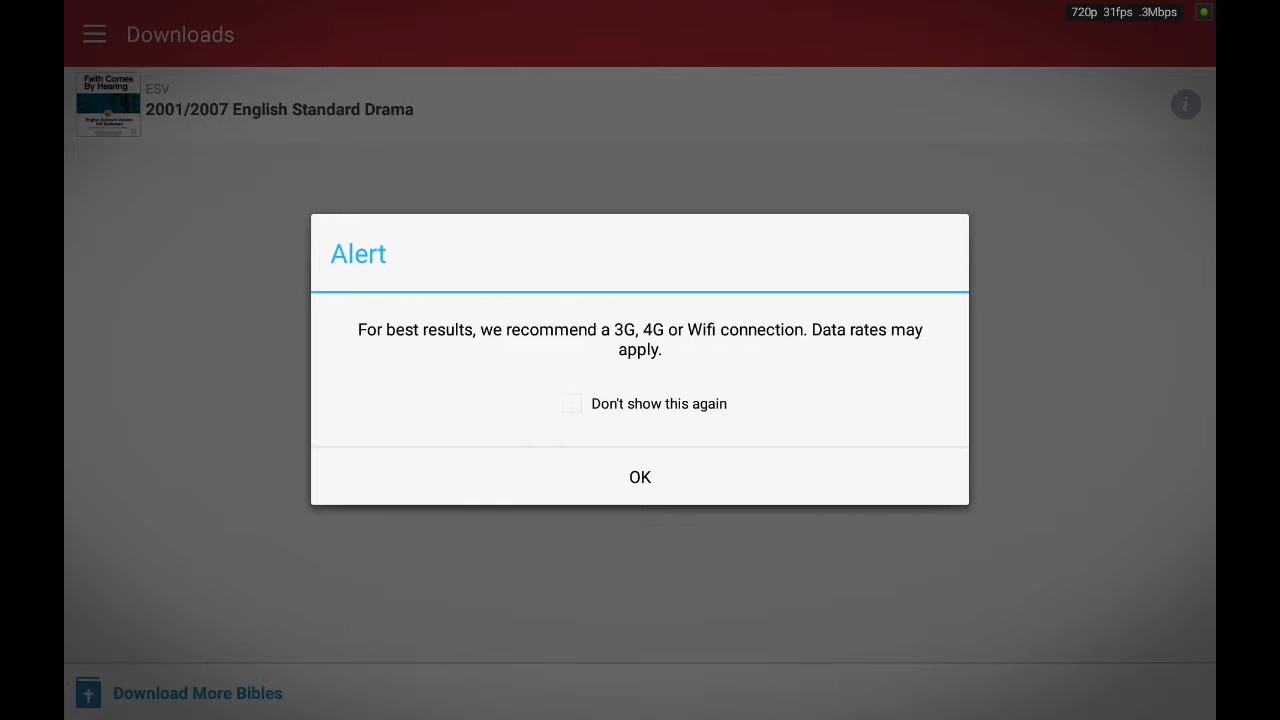 720p 31fps .3Mbps
Downloads
Faith Comes
By Hearing
ESV
2001/2007 English Standard Drama
Alert
For best results, we recommend a 3G, 4G or Wifi connection. Data rates may
apply.
Don't show this again
OK
Download More Bibles